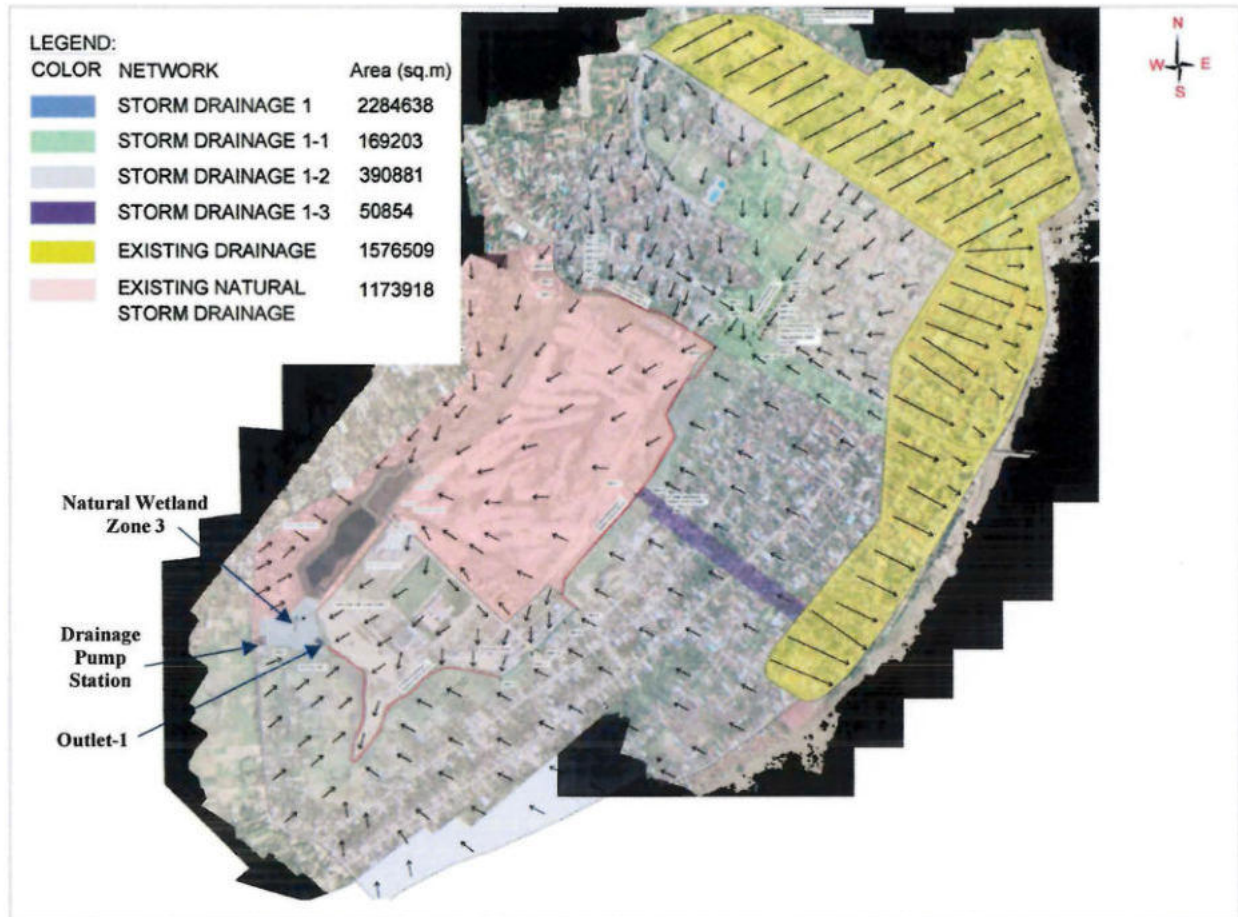 LEGEND:
COLOR NETWORK Area (sq.m)
STORM DRAINAGE 1 2284638
STORM DRAINAGE 1-1 169203
STORM DRAINAGE 1-2 390881
STORM DRAINAGE 1-3 50854
EXISTING DRAINAGE 1576509
EXISTING NATURAL 1173918
STORM DRAINAGE
N
W E
S
Natural Wetland
Zone 3
Drainage
Pump
Station
Outlet-1